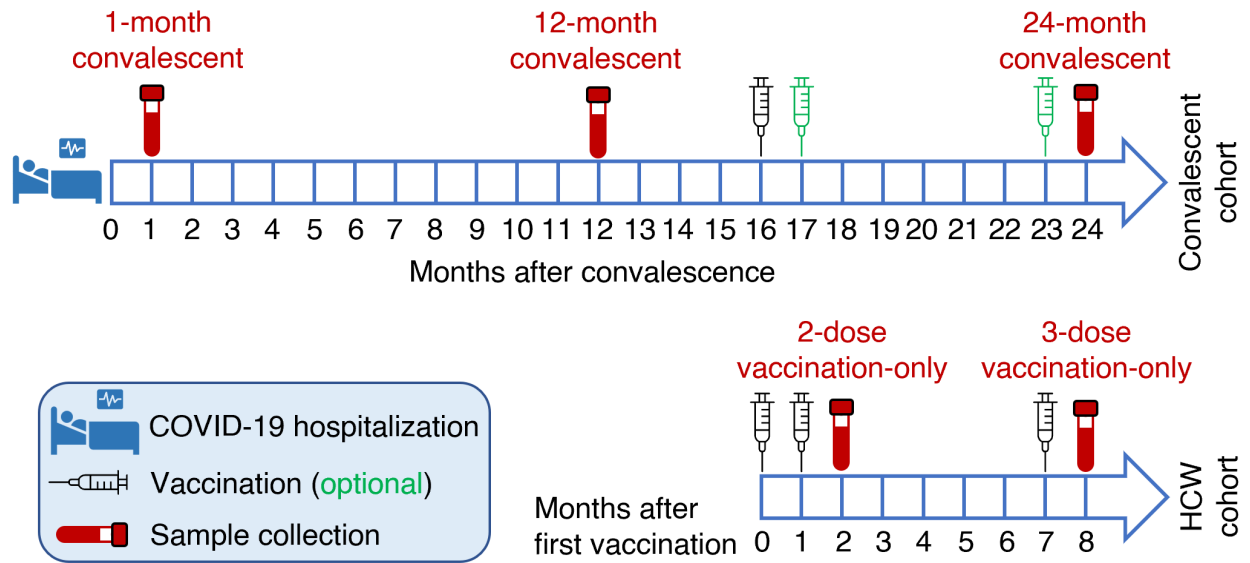 1-month
convalescent
12-month
convalescent
24-month
convalescent
0 1 2 3 4 5 6 7 8 9 10 11 12 13 14 15 16 17 18 19 20 21 22 23 24
Months after convalescence
Convalescent
cohort
2-dose
vaccination-only
3-dose
vaccination-only
COVID-19 hospitalization
Vaccination (optional)
Sample collection
Months after
first vaccination
0 1 2 3 4 5 6 7 8
HCW
cohort